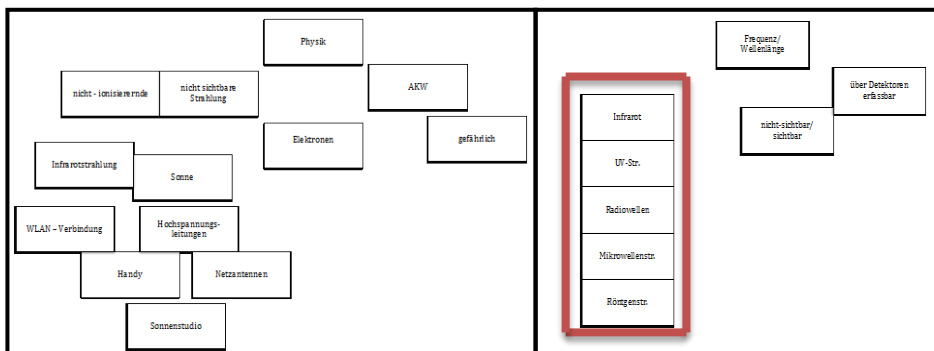 Physik
nicht - ionisierernde
nicht sichtbare
Strahlung
AKW
Elektronen
gefährlich
Infrarotstrahlung
Sonne
WLAN – Verbindung
Hochspannungs-
leitungen
Handy
Netzantennen
Sonnenstudio
Frequenz/
Wellenlänge
über Detektoren
erfassbar
nicht-sichtbar/
sichtbar
Infrarot
UV-Str.
Radiowellen
Mikrowellenstr.
Röntgenstr.